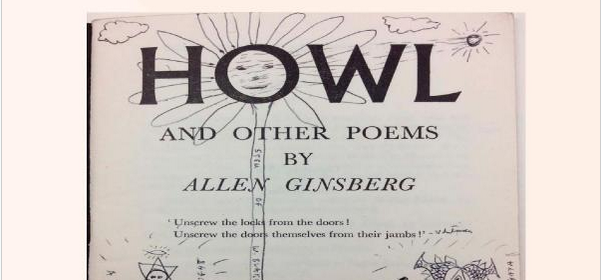 HOWL
AND OTHER POEMS
BY
ALLEN GINSBERG
' Unscrew the locks from the doors !
Unscrew the doors themselves from their jambs !' - Whitman